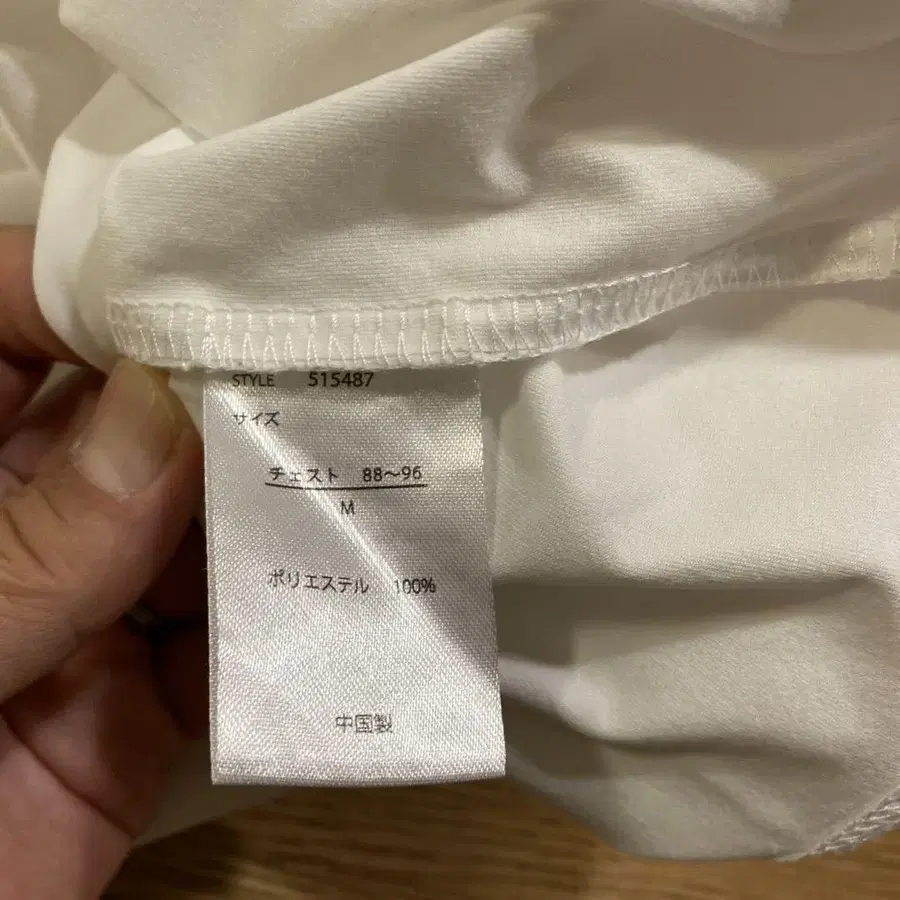 STYLE 515487
サイズ
チェスト 88~96
M
ポリエステル 100%
中国製